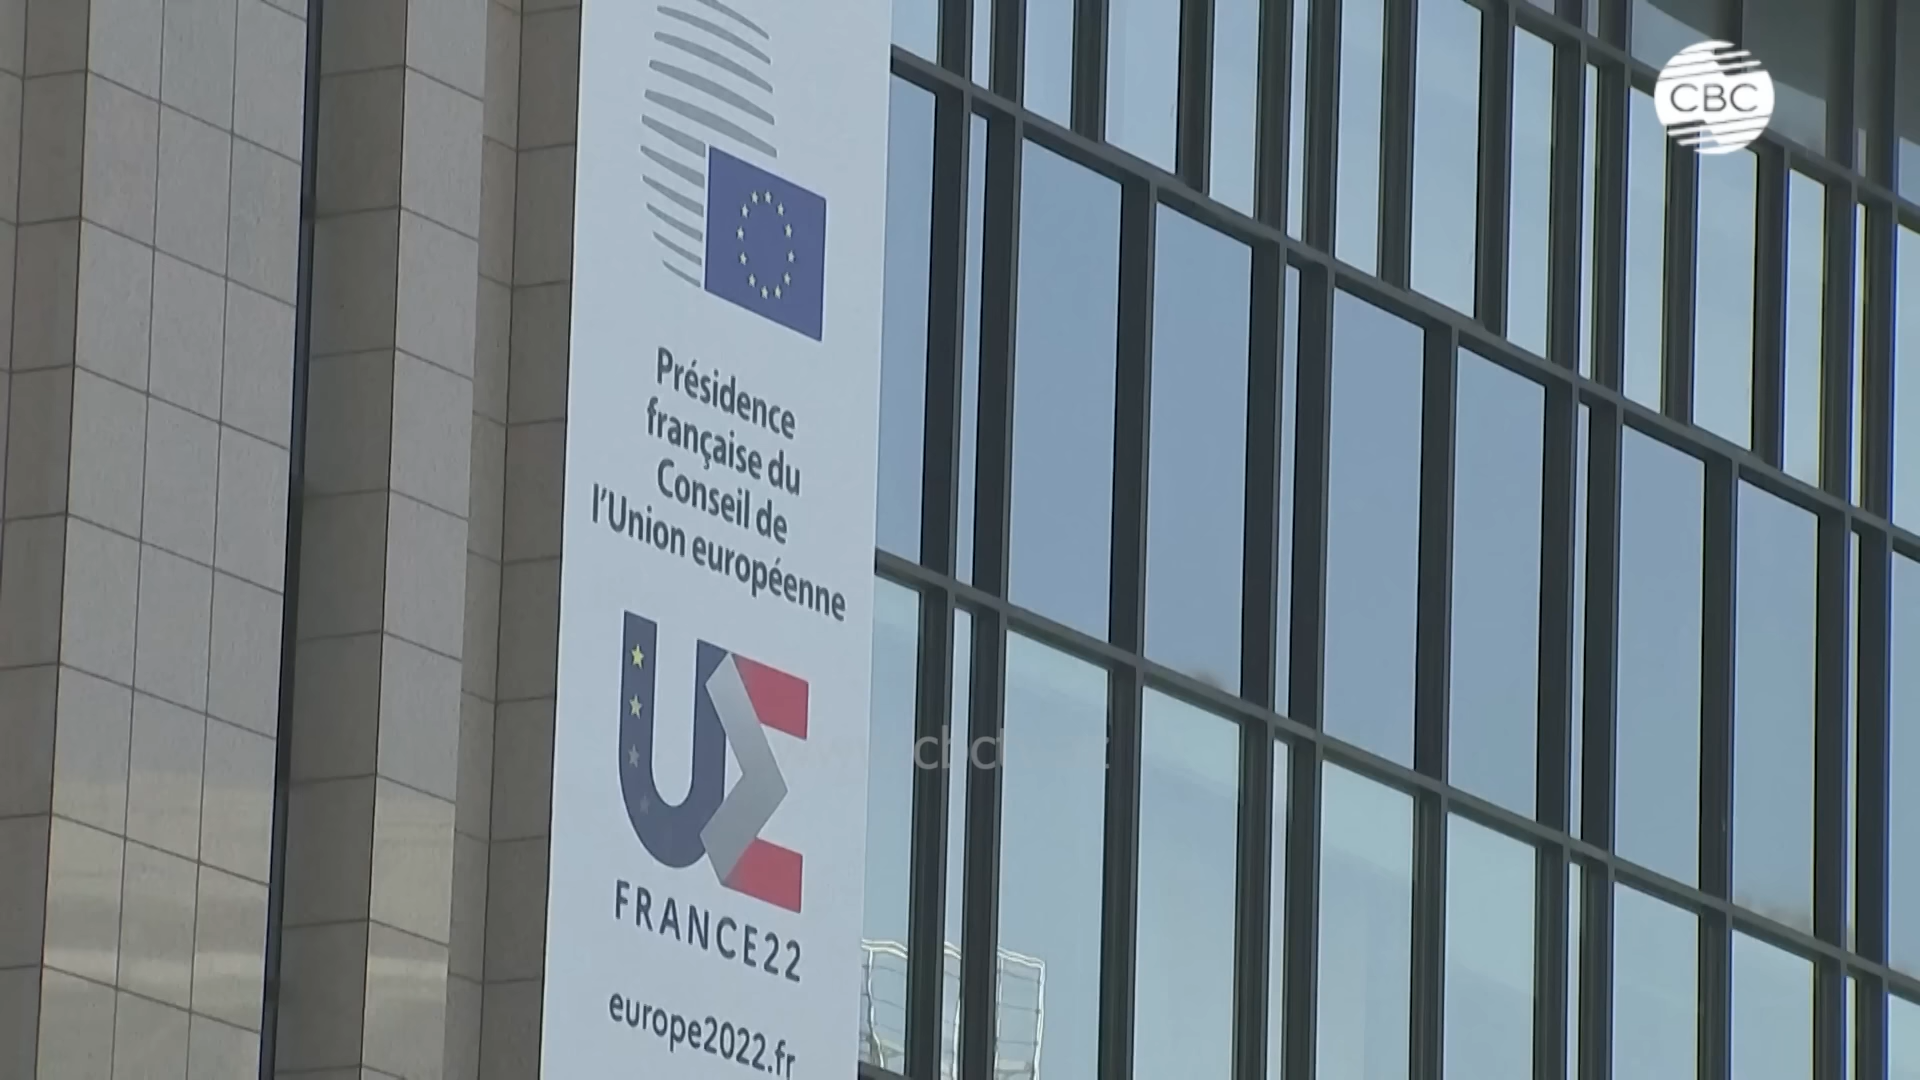 CBC
Présidence
française du
Conseil de
l'Union européenne
UE
FRANCE22
europe2022.fr